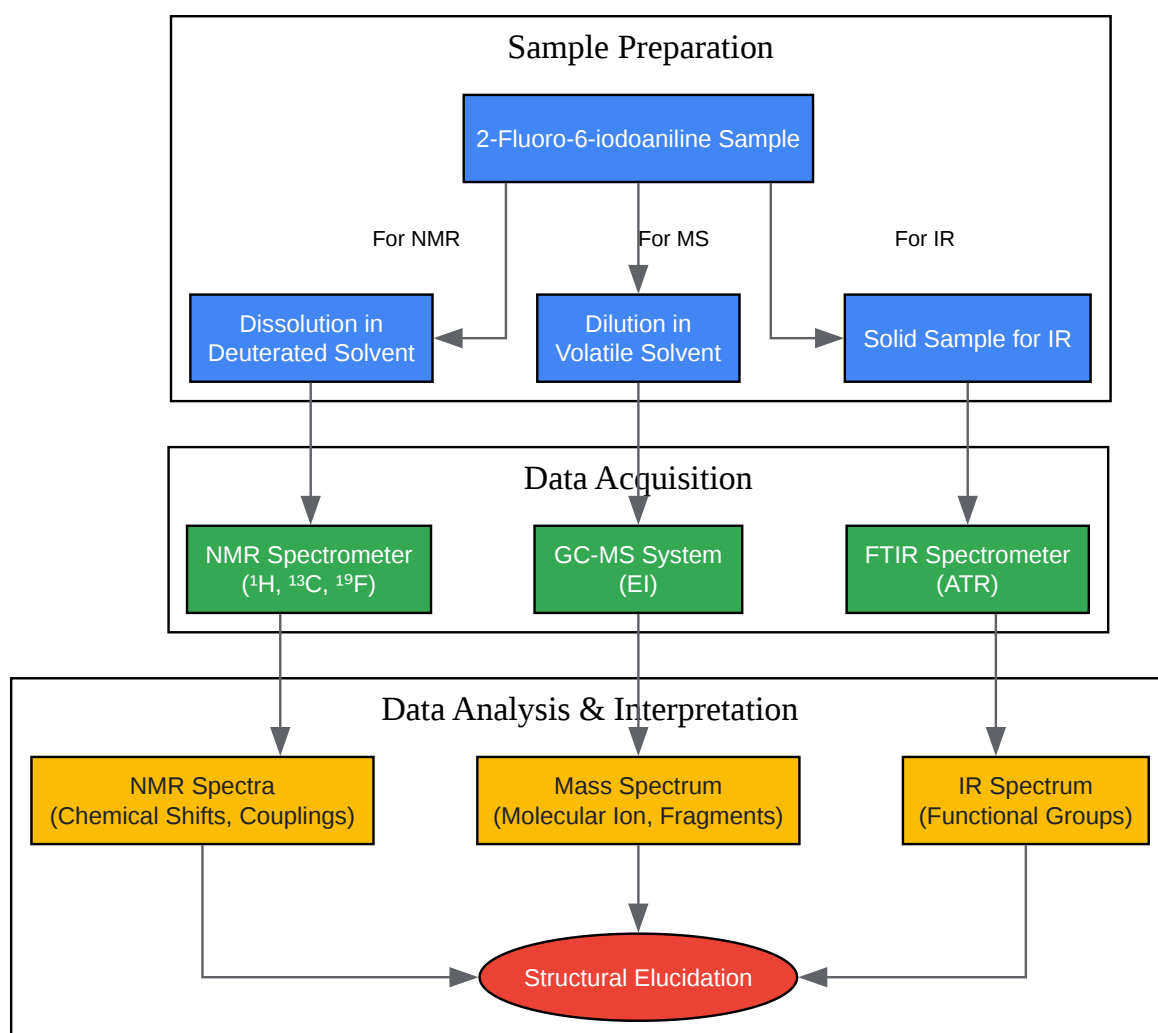 Sample Preparation
2-Fluoro-6-iodoaniline Sample
For NMR
For MS
For IR
Dissolution in
Deuterated Solvent
Dilution in
Volatile Solvent
Solid Sample for IR
Data Acquisition
NMR Spectrometer
(¹H, ¹³C, ¹⁹F)
GC-MS System
(EI)
FTIR Spectrometer
(ATR)
Data Analysis & Interpretation
NMR Spectra
(Chemical Shifts, Couplings)
Mass Spectrum
(Molecular Ion, Fragments)
IR Spectrum
(Functional Groups)
Structural Elucidation